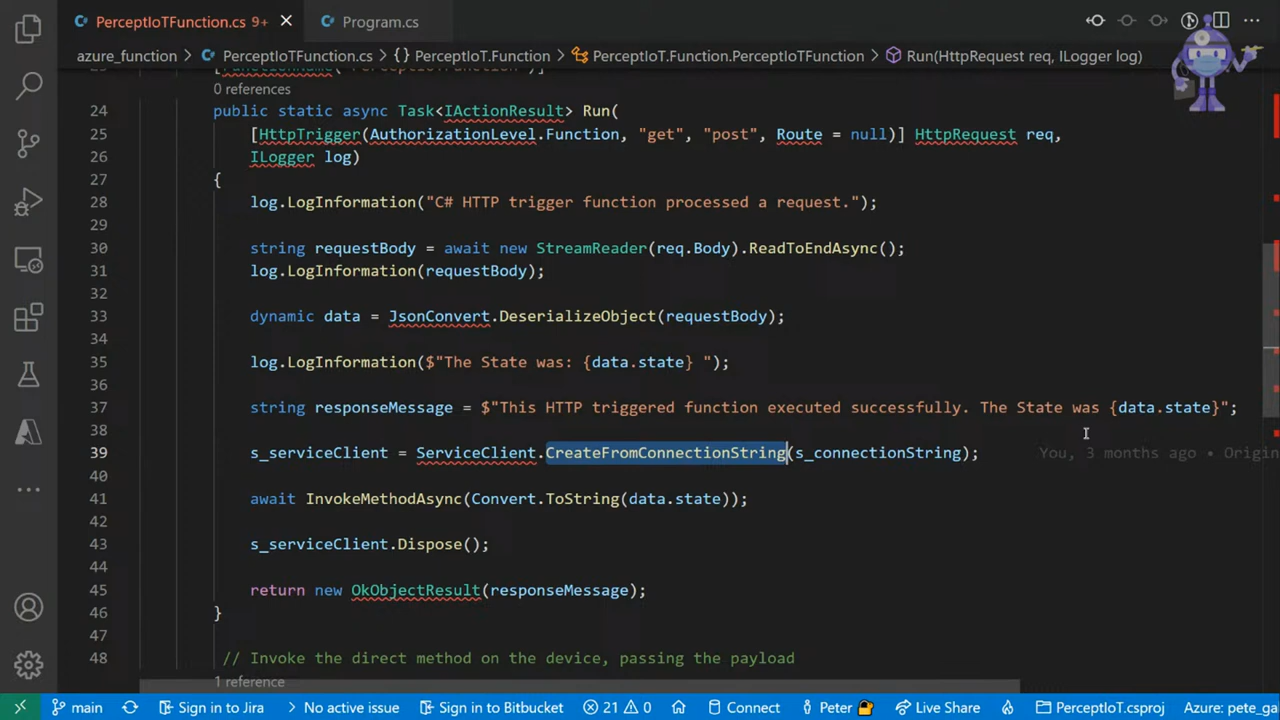 PerceptIoTFunction.cs 9+
Program.cs
azure_function > PerceptIoTFunction.cs > {} PerceptIoT.Function > PerceptIoT.Function.PerceptIoTFunction > Run(HttpRequest req, ILogger log)
0 references
24 public static async Task<IActionResult> Run(
25 [HttpTrigger(AuthorizationLevel.Function, "get", "post", Route = null)] HttpRequest req,
26 ILogger log)
27 {
28 log.LogInformation("C# HTTP trigger function processed a request.");
29
30 string requestBody = await new StreamReader(req.Body).ReadToEndAsync();
31 log.LogInformation(requestBody);
32
33 dynamic data = JsonConvert.DeserializeObject(requestBody);
34
35 log.LogInformation($"The State was: {data.state} ");
36
37 string responseMessage = $"This HTTP triggered function executed successfully. The State was {data.state}";
38
39 s_serviceClient = ServiceClient.CreateFromConnectionString(s_connectionString); You, 3 months ago • Origin
40
41 await InvokeMethodAsync(Convert.ToString(data.state));
42
43 s_serviceClient.Dispose();
44
45 return new OkObjectResult(responseMessage);
46 }
47
48 // Invoke the direct method on the device, passing the payload
1 reference
main Sign in to Jira No active issue Sign in to Bitbucket 21 0 Connect Peter Live Share PerceptIoT.csproj Azure: pete_ga